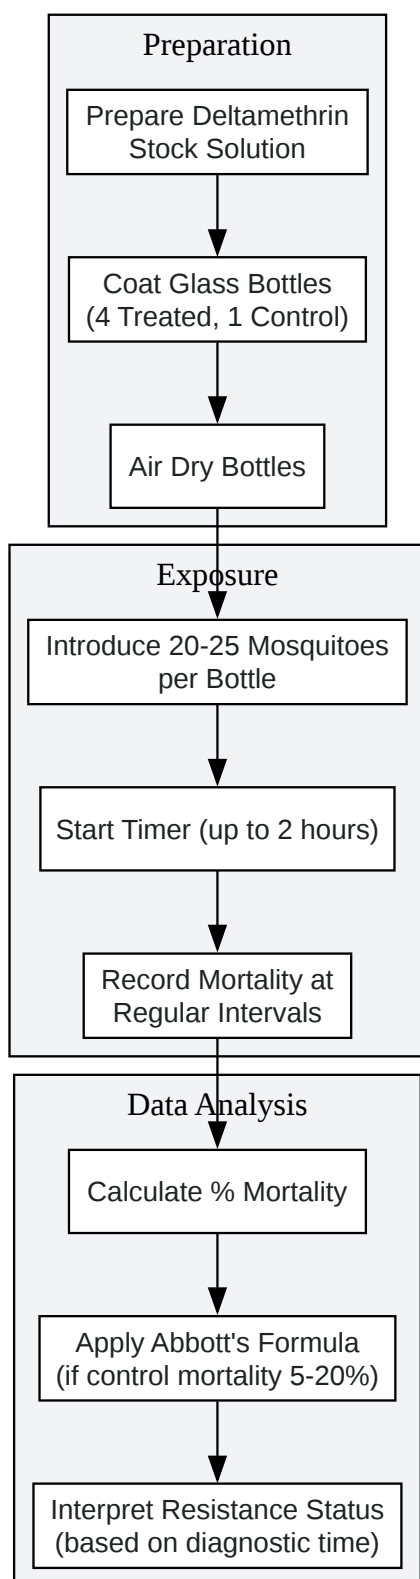 Preparation
Prepare Deltamethrin
Stock Solution
Coat Glass Bottles
(4 Treated, 1 Control)
Air Dry Bottles
Exposure
Introduce 20-25 Mosquitoes
per Bottle
Start Timer (up to 2 hours)
Record Mortality at
Regular Intervals
Data Analysis
Calculate % Mortality
Apply Abbott's Formula
(if control mortality 5-20%)
Interpret Resistance Status
(based on diagnostic time)